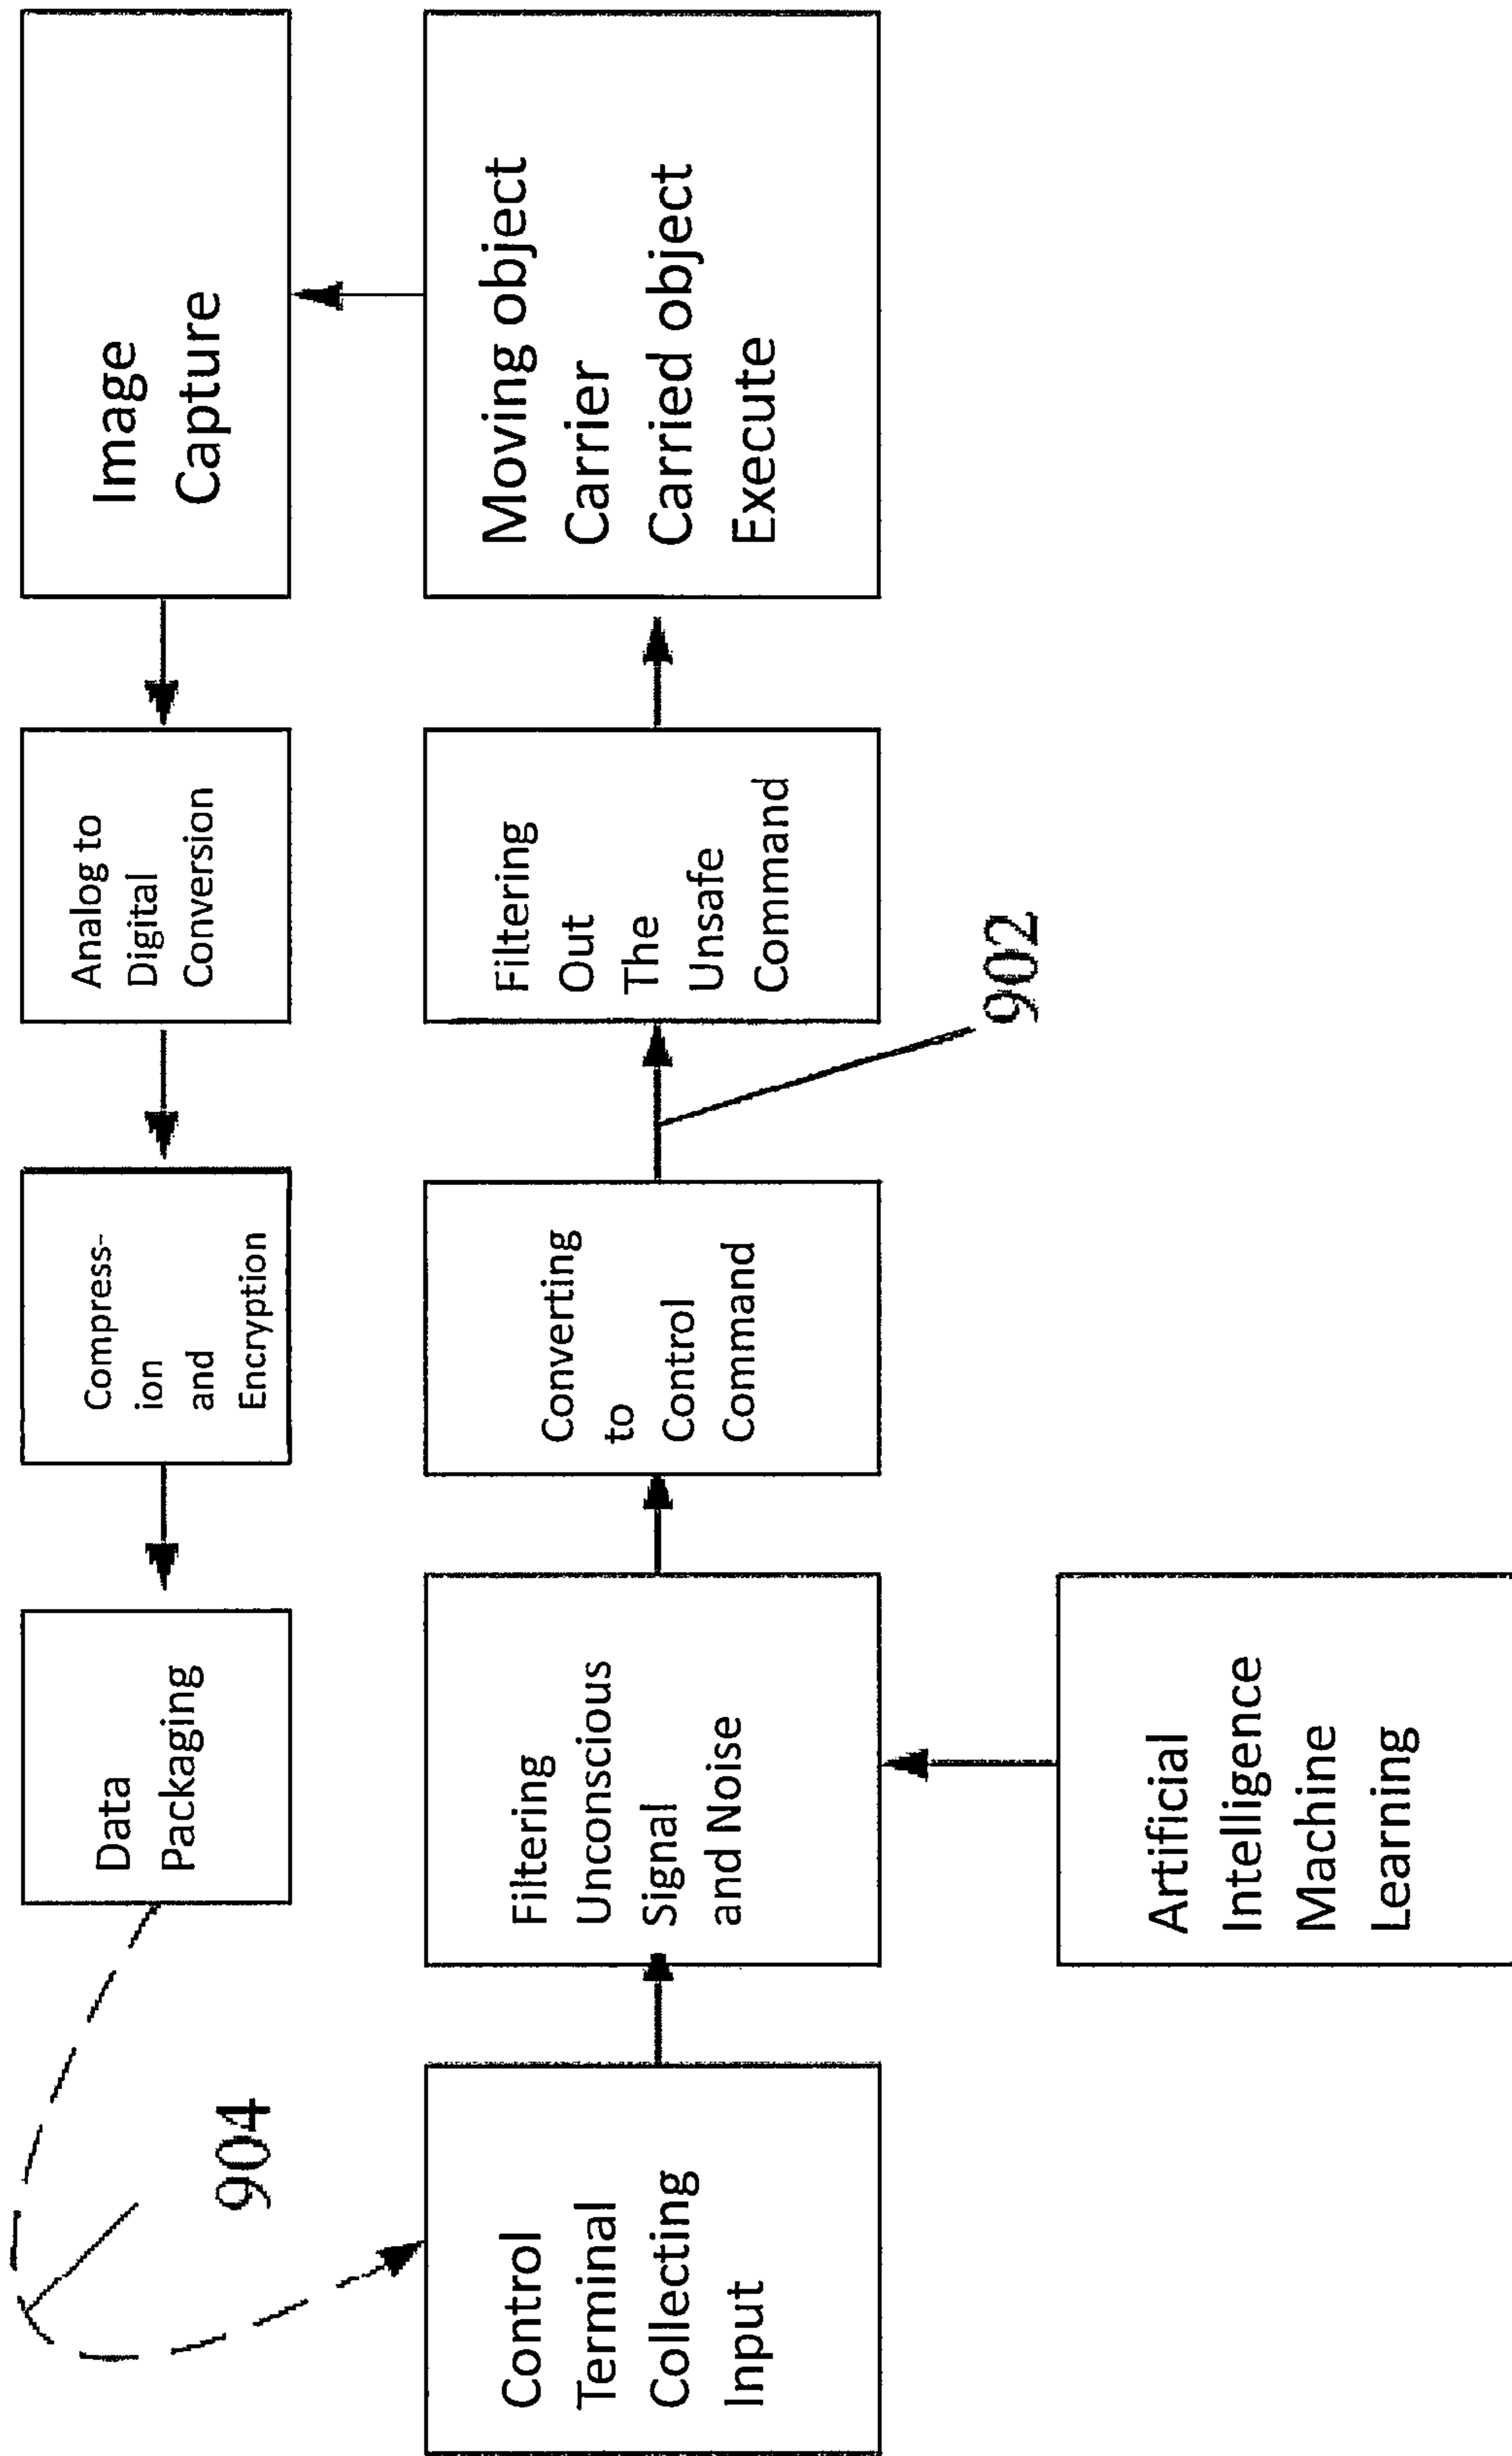 Data
Packaging
Compress-
ion
and
Encryption
Analog to
Digital
Conversion
Image
Capture
904
Control
Terminal
Collecting
Input
Filtering
Unconscious
Signal
and Noise
Converting
to
Control
Command
Filtering
Out
The
Unsafe
Command
Moving object
Carrier
Carried object
Execute
902
Artificial
Intelligence
Machine
Learning